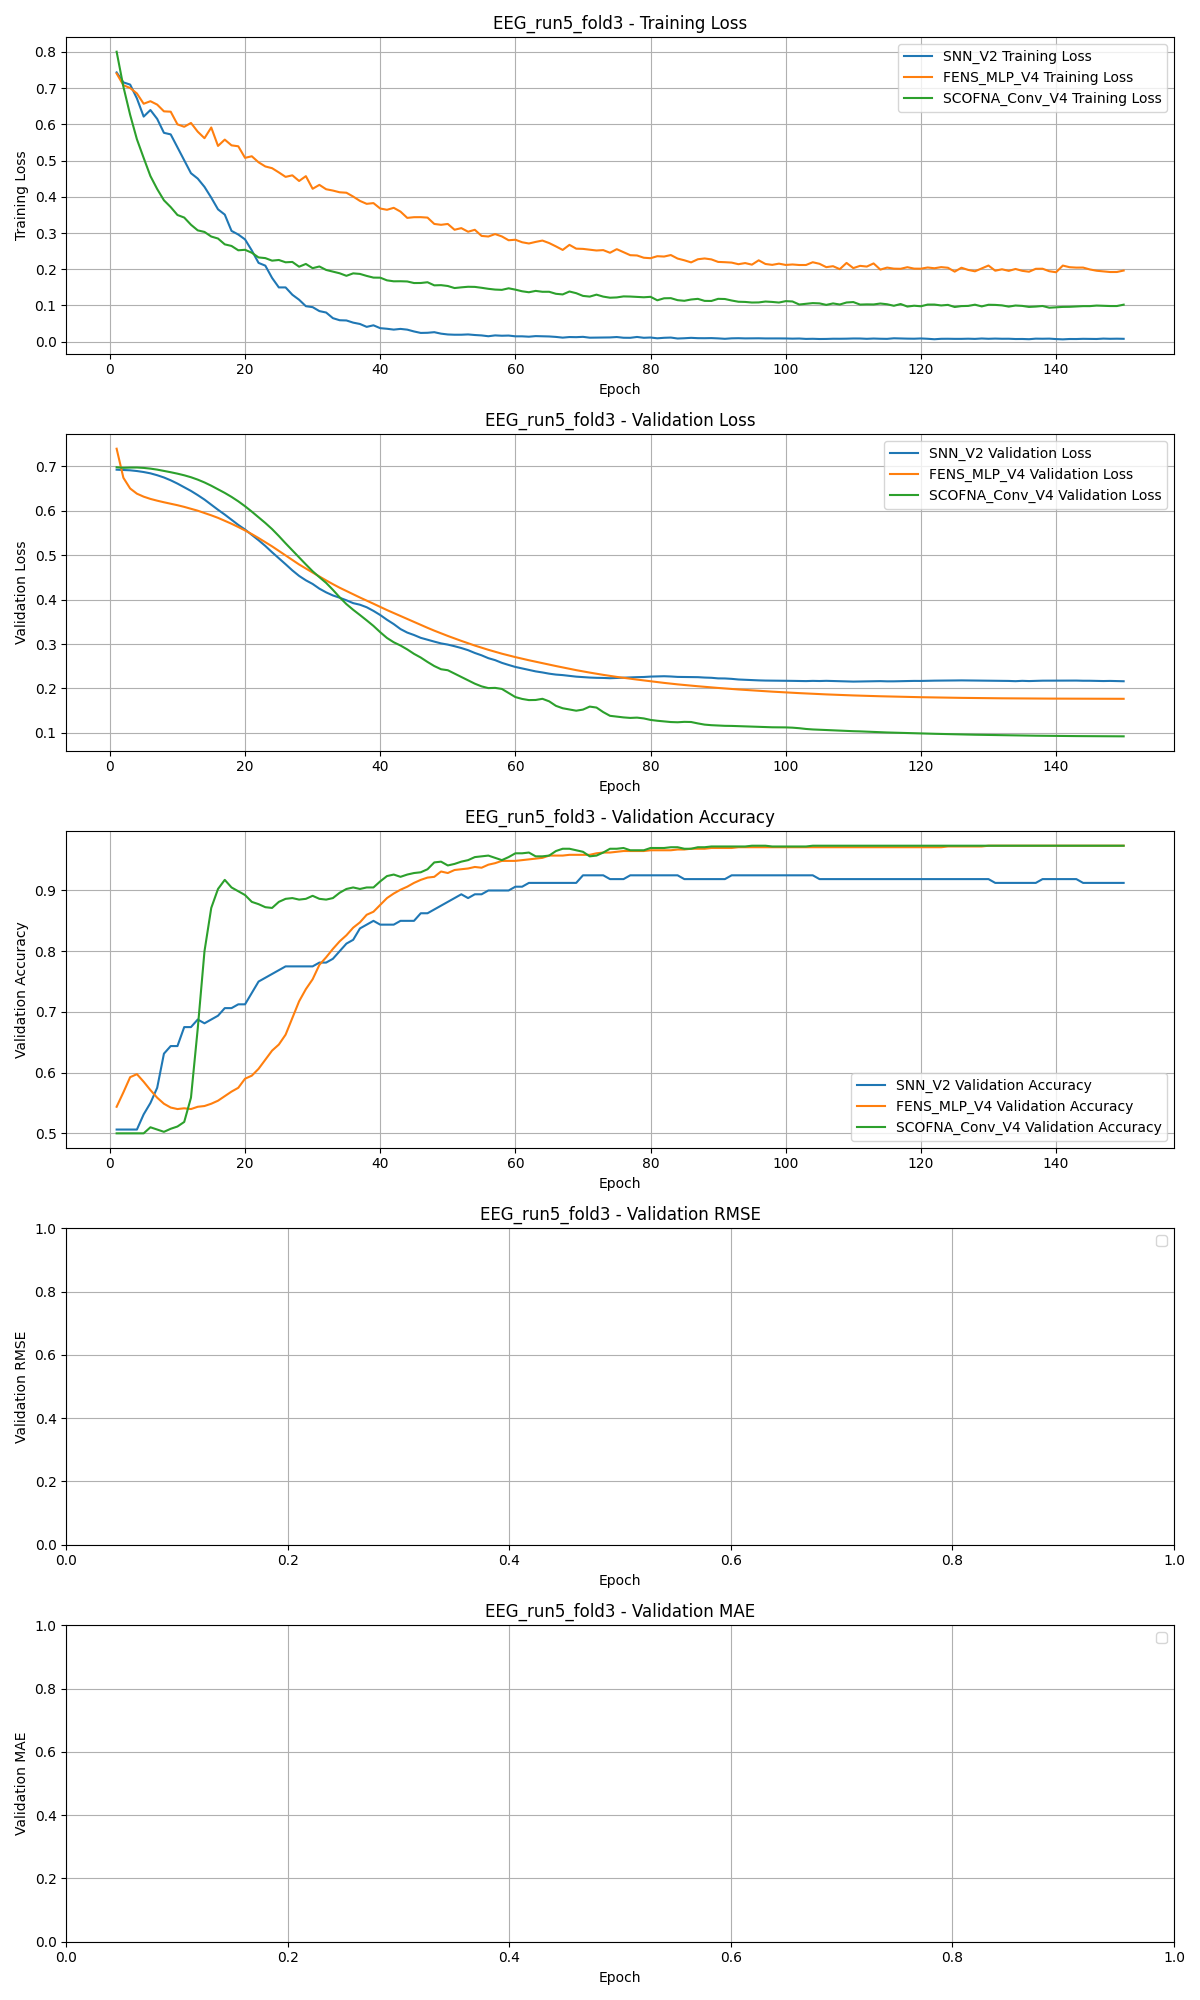 EEG_run5_fold3 - Training Loss
0.8
0.7
0.6
0.5
0.4
0.3
0.2
0.1
0.0
Training Loss
SNN_V2 Training Loss
FENS_MLP_V4 Training Loss
SCOFNA_Conv_V4 Training Loss
0 20 40 60 80 100 120 140
Epoch
EEG_run5_fold3 - Validation Loss
0.7
0.6
0.5
0.4
0.3
0.2
0.1
Validation Loss
SNN_V2 Validation Loss
FENS_MLP_V4 Validation Loss
SCOFNA_Conv_V4 Validation Loss
0 20 40 60 80 100 120 140
Epoch
EEG_run5_fold3 - Validation Accuracy
0.9
0.8
0.7
0.6
0.5
Validation Accuracy
SNN_V2 Validation Accuracy
FENS_MLP_V4 Validation Accuracy
SCOFNA_Conv_V4 Validation Accuracy
0 20 40 60 80 100 120 140
Epoch
EEG_run5_fold3 - Validation RMSE
1.0
0.8
0.6
0.4
0.2
0.0
Validation RMSE
0.0 0.2 0.4 0.6 0.8 1.0
Epoch
EEG_run5_fold3 - Validation MAE
1.0
0.8
0.6
0.4
0.2
0.0
Validation MAE
0.0 0.2 0.4 0.6 0.8 1.0
Epoch